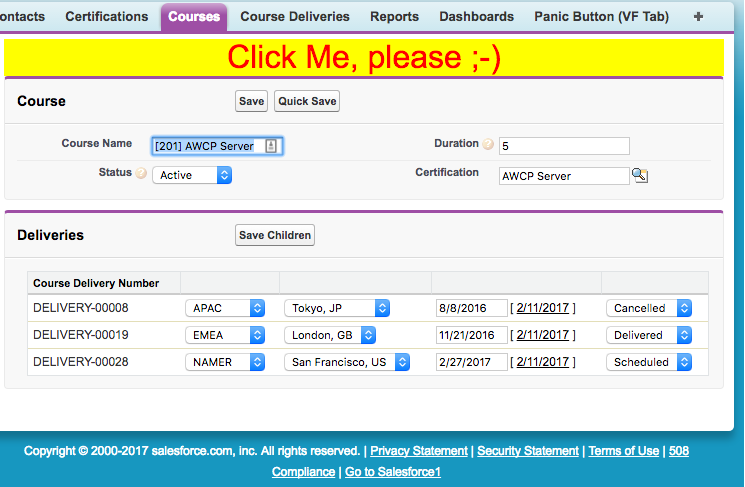 ontacts Certifications Courses Course Deliveries Reports Dashboards Panic Button (VF Tab) +
Click Me, please ;-)
Course Save Quick Save
Course Name [201] AWCP Server Duration ? 5
Status ? Active Certification AWCP Server
Deliveries Save Children
Course Delivery Number
DELIVERY-00008 APAC Tokyo, JP 8/8/2016 [ 2/11/2017 ] Cancelled
DELIVERY-00019 EMEA London, GB 11/21/2016 [ 2/11/2017 ] Delivered
DELIVERY-00028 NAMER San Francisco, US 2/27/2017 [ 2/11/2017 ] Scheduled
Copyright © 2000-2017 salesforce.com, inc. All rights reserved. | Privacy Statement | Security Statement | Terms of Use | 508
Compliance | Go to Salesforce1